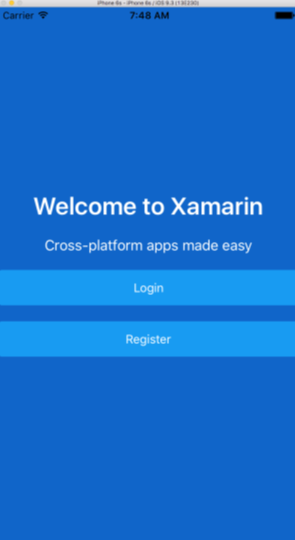 iPhone 6s - iPhone 6s / iOS 9.3 (13E230)
Carrier 7:48 AM
Welcome to Xamarin
Cross-platform apps made easy
Login
Register